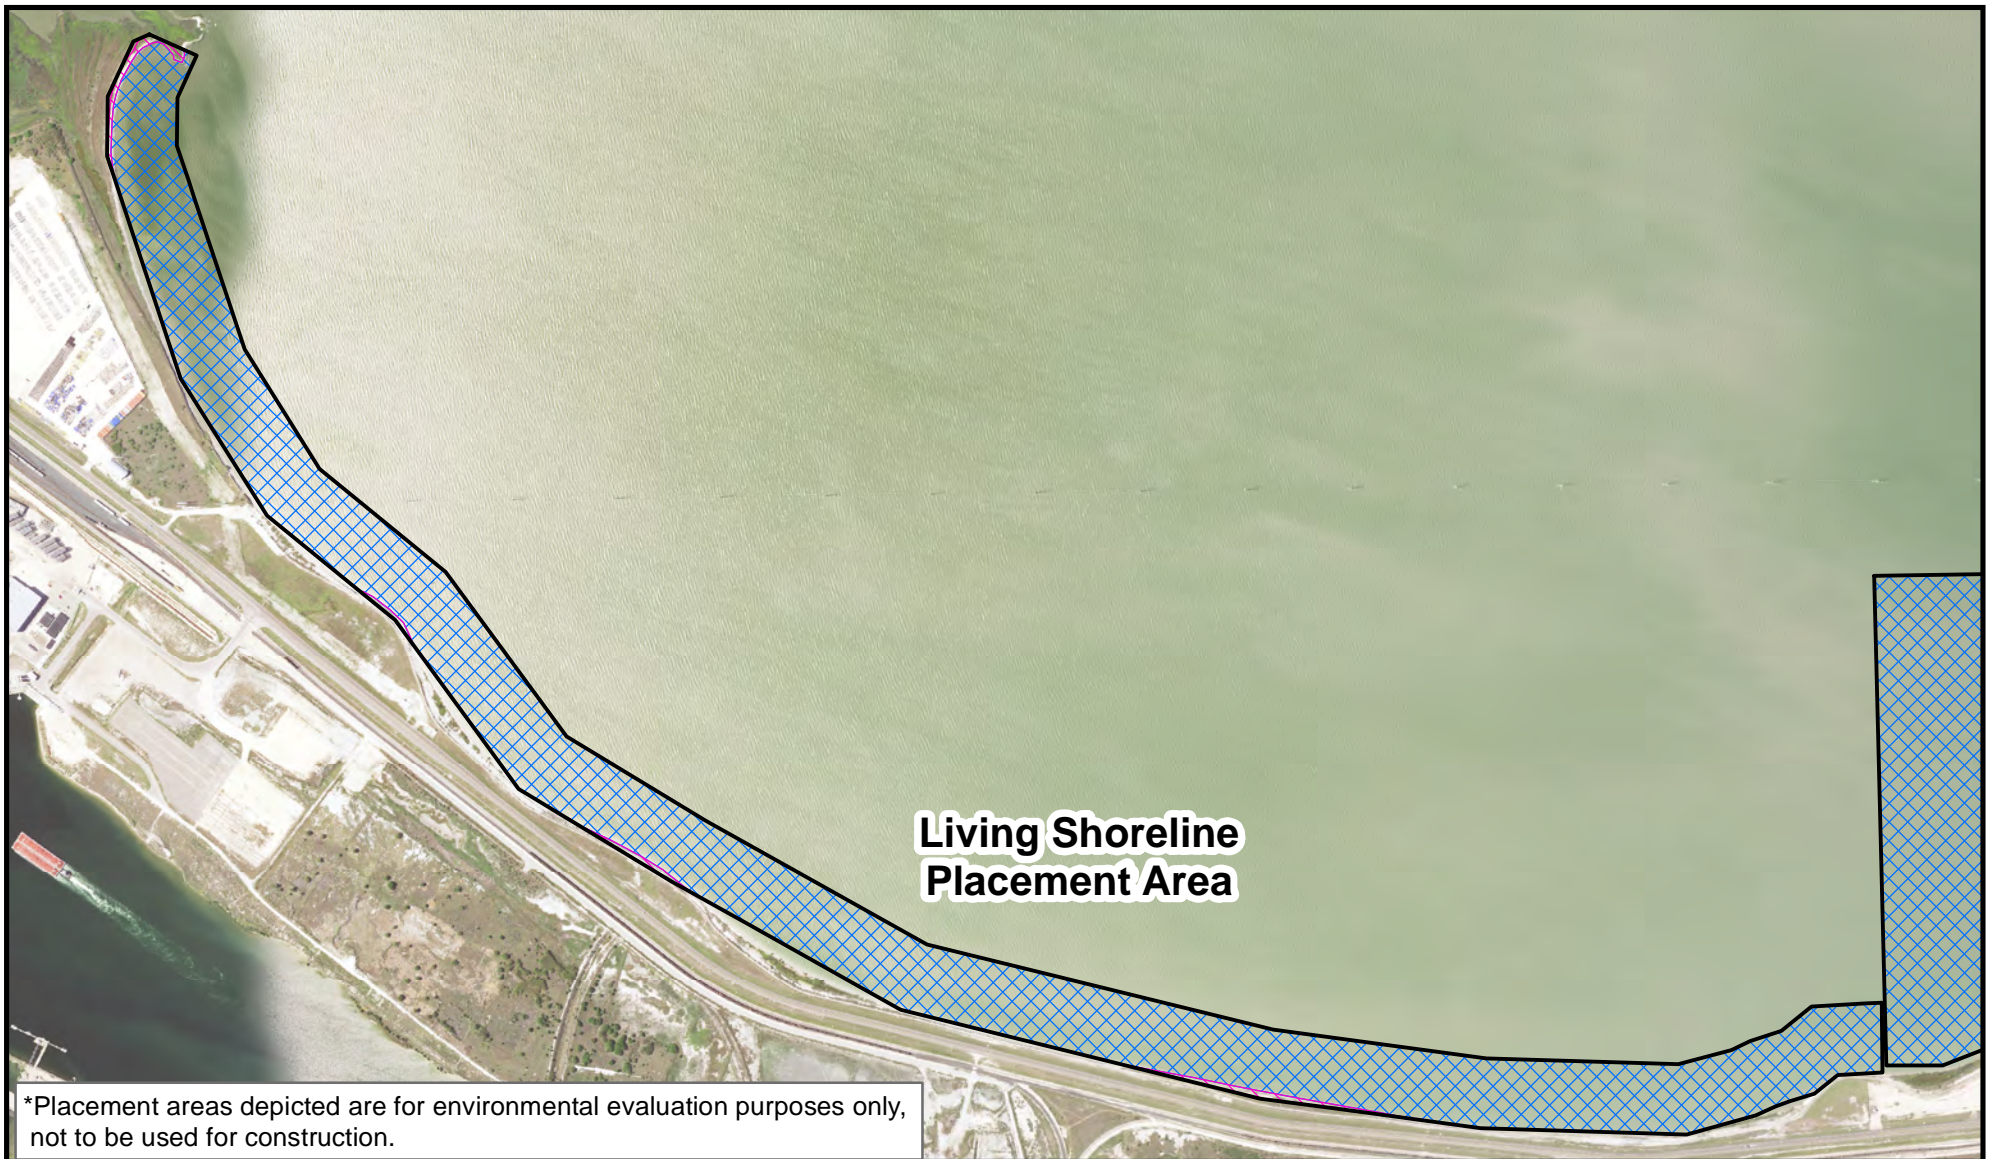 Living Shoreline
Placement Area
*Placement areas depicted are for environmental evaluation purposes only,
not to be used for construction.